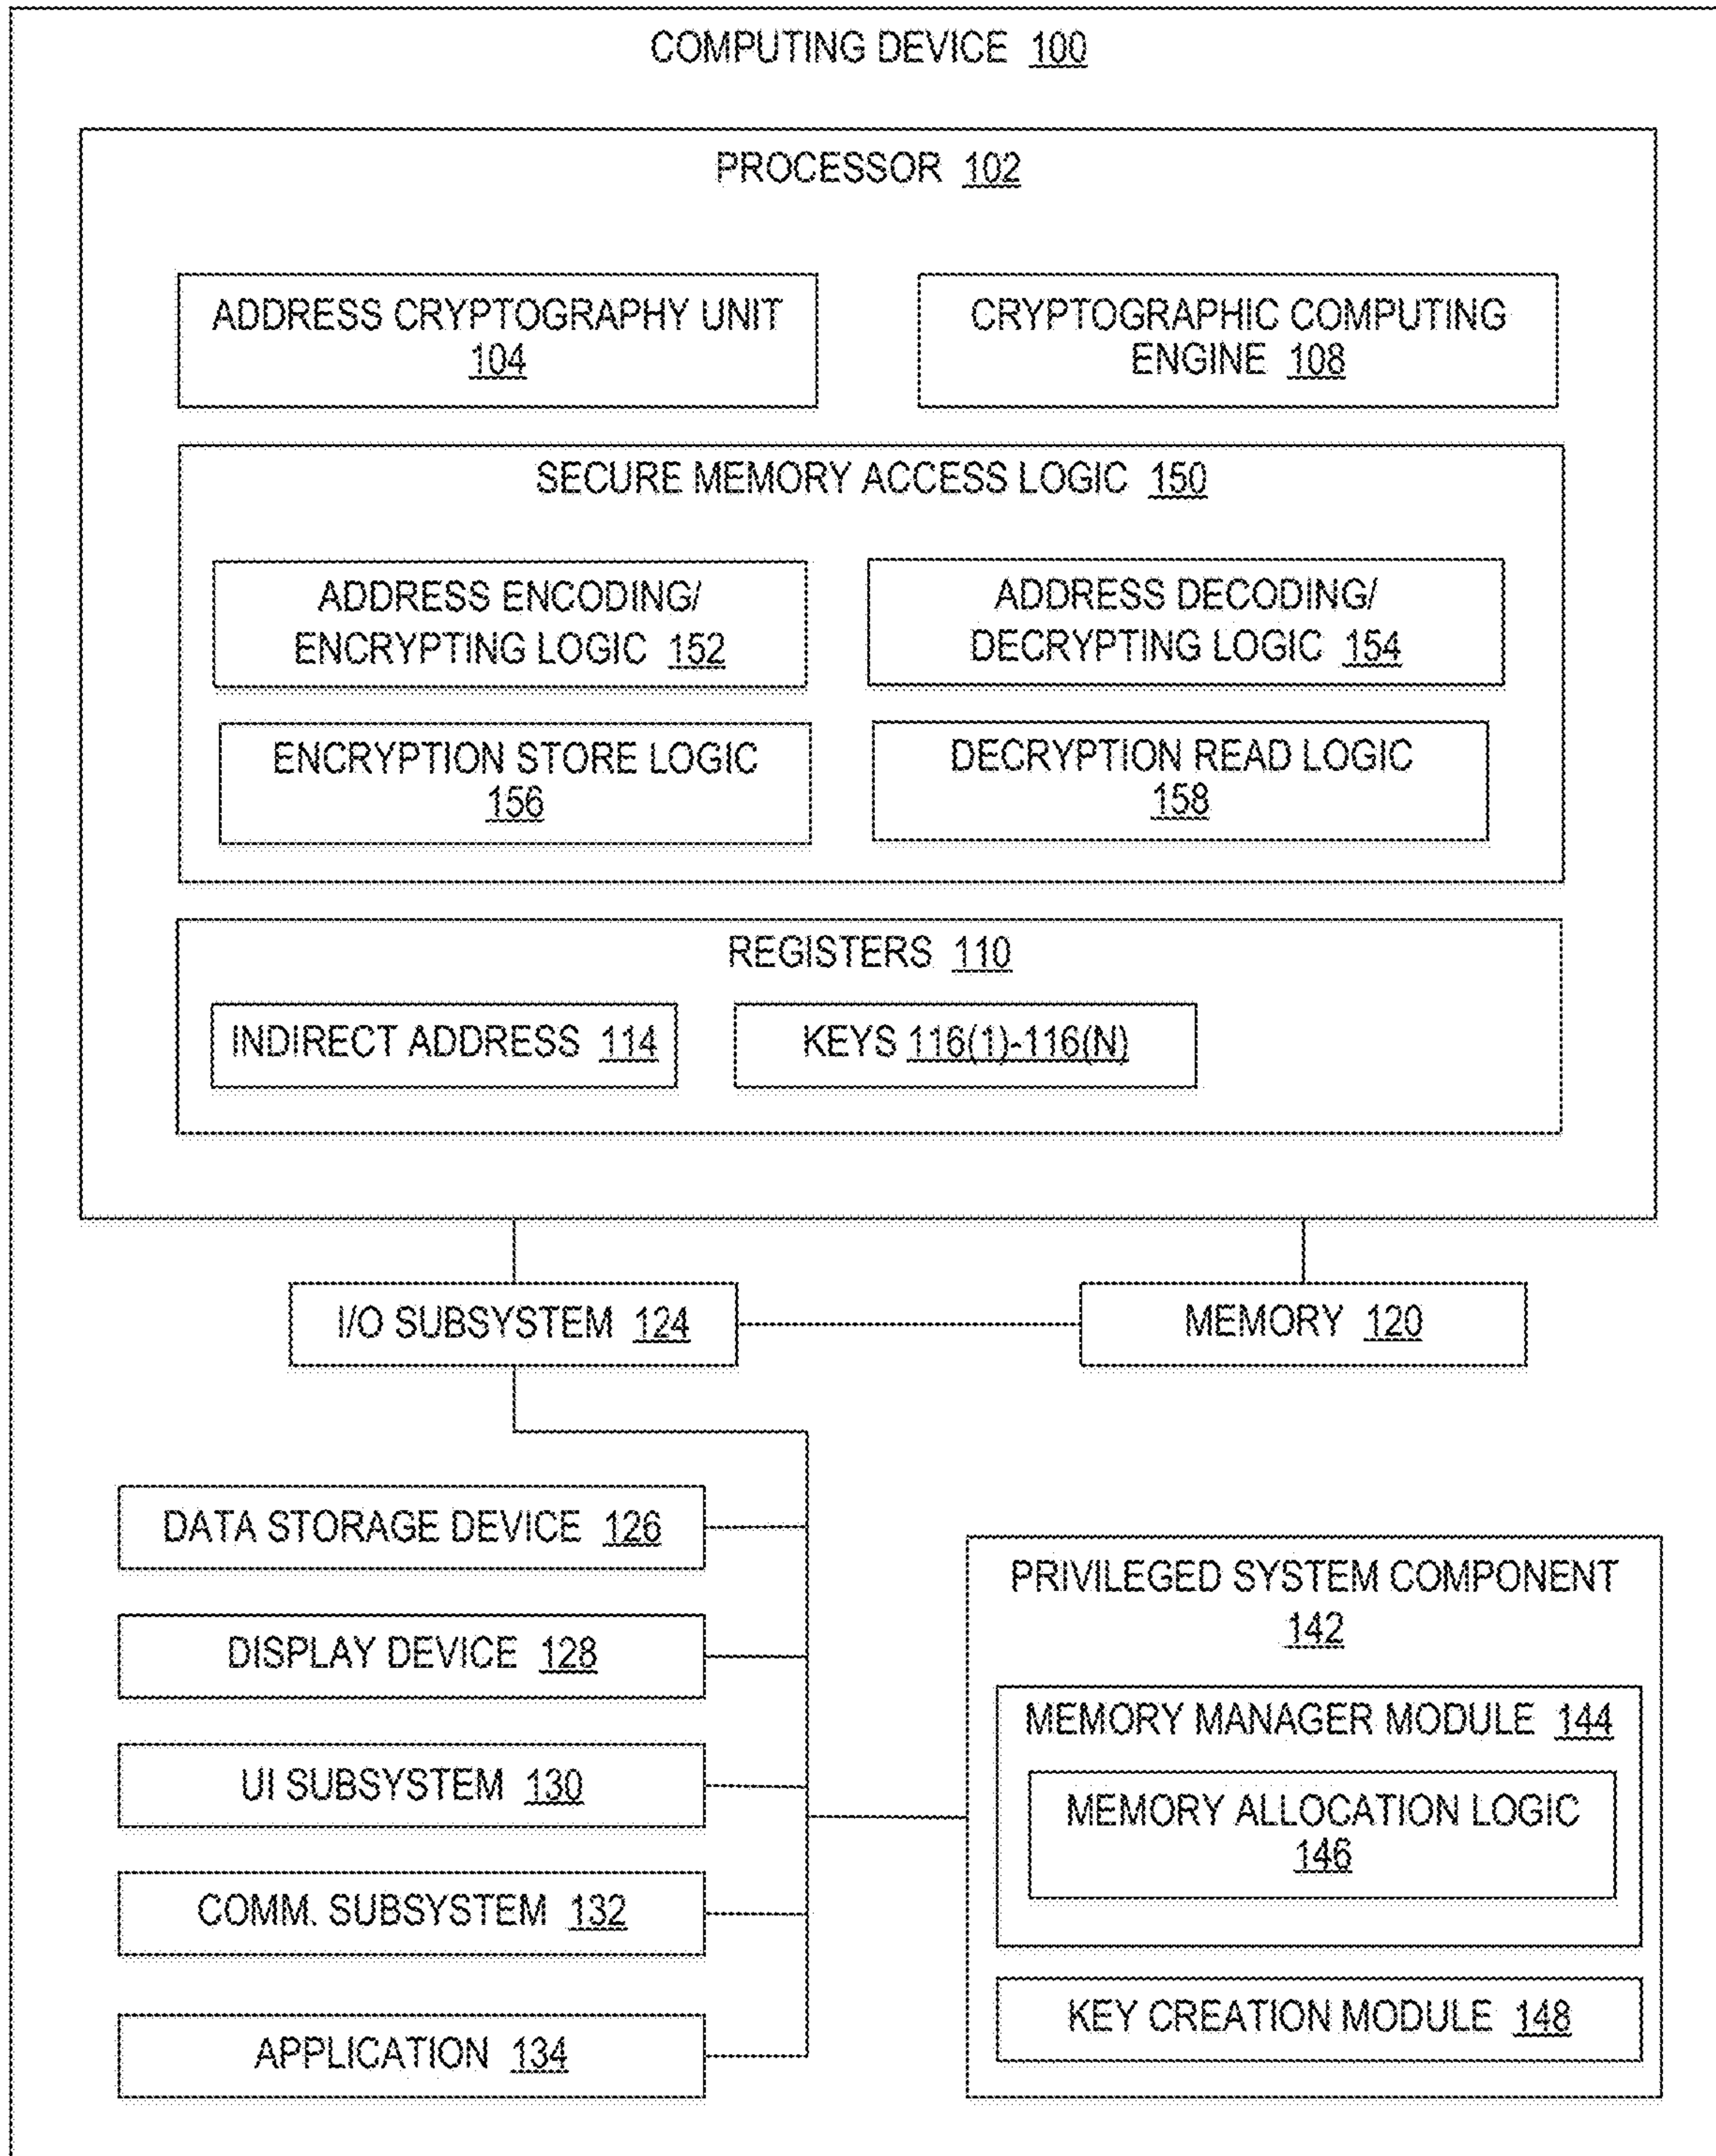 COMPUTING DEVICE 100
PROCESSOR 102
ADDRESS CRYPTOGRAPHY UNIT
104
CRYPTOGRAPHIC COMPUTING
ENGINE 108
SECURE MEMORY ACCESS LOGIC 150
ADDRESS ENCODING/
ENCRYPTING LOGIC 152
ADDRESS DECODING/
DECRYPTING LOGIC 154
ENCRYPTION STORE LOGIC
156
DECRYPTION READ LOGIC
158
REGISTERS 110
INDIRECT ADDRESS 114
KEYS 116(1)-116(N)
I/O SUBSYSTEM 124
MEMORY 120
DATA STORAGE DEVICE 126
DISPLAY DEVICE 128
UI SUBSYSTEM 130
COMM. SUBSYSTEM 132
APPLICATION 134
PRIVILEGED SYSTEM COMPONENT
142
MEMORY MANAGER MODULE 144
MEMORY ALLOCATION LOGIC
146
KEY CREATION MODULE 148